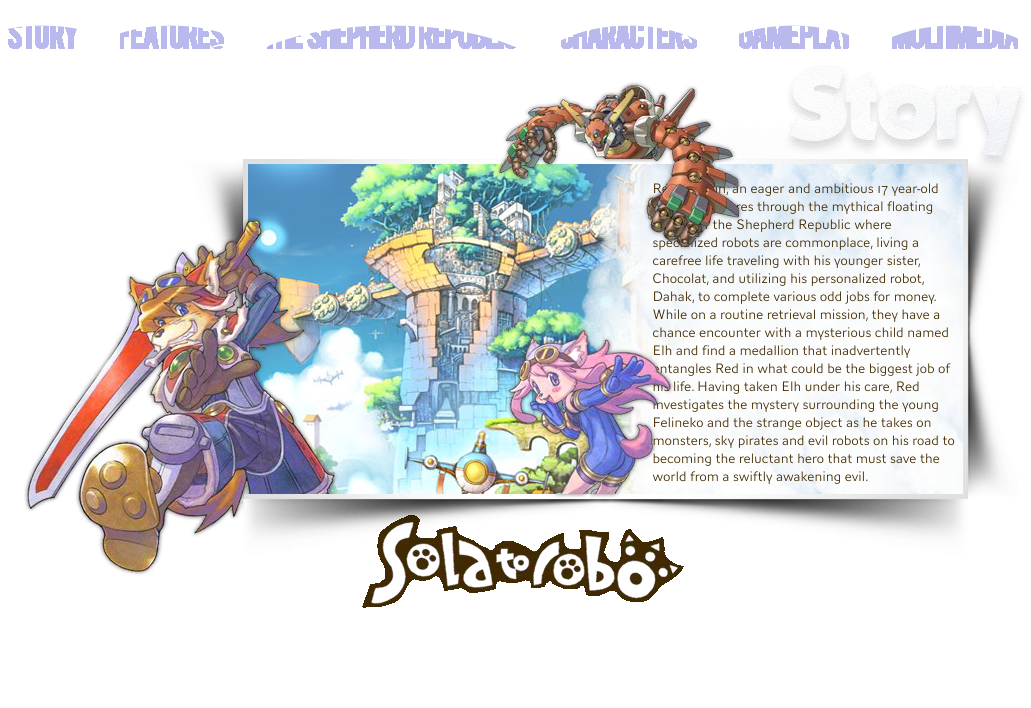 STORY FEATURES THE SHEPHERD REPUBLIC CHARACTERS GAMEPLAY MULTIMEDIA
Story
an eager and ambitious 17 year-old
through the mythical floating
the Shepherd Republic where
specialized robots are commonplace, living a
carefree life traveling with his younger sister,
Chocolat, and utilizing his personalized robot,
Dahak, to complete various odd jobs for money.
While on a routine retrieval mission, they have a
chance encounter with a mysterious child named
Elh and find a medallion that inadvertently
entangles Red in what could be the biggest job of
his life. Having taken Elh under his care, Red
investigates the mystery surrounding the young
Felineko and the strange object as he takes on
monsters, sky pirates and evil robots on his road to
becoming the reluctant hero that must save the
world from a swiftly awakening evil.
Solatorobo